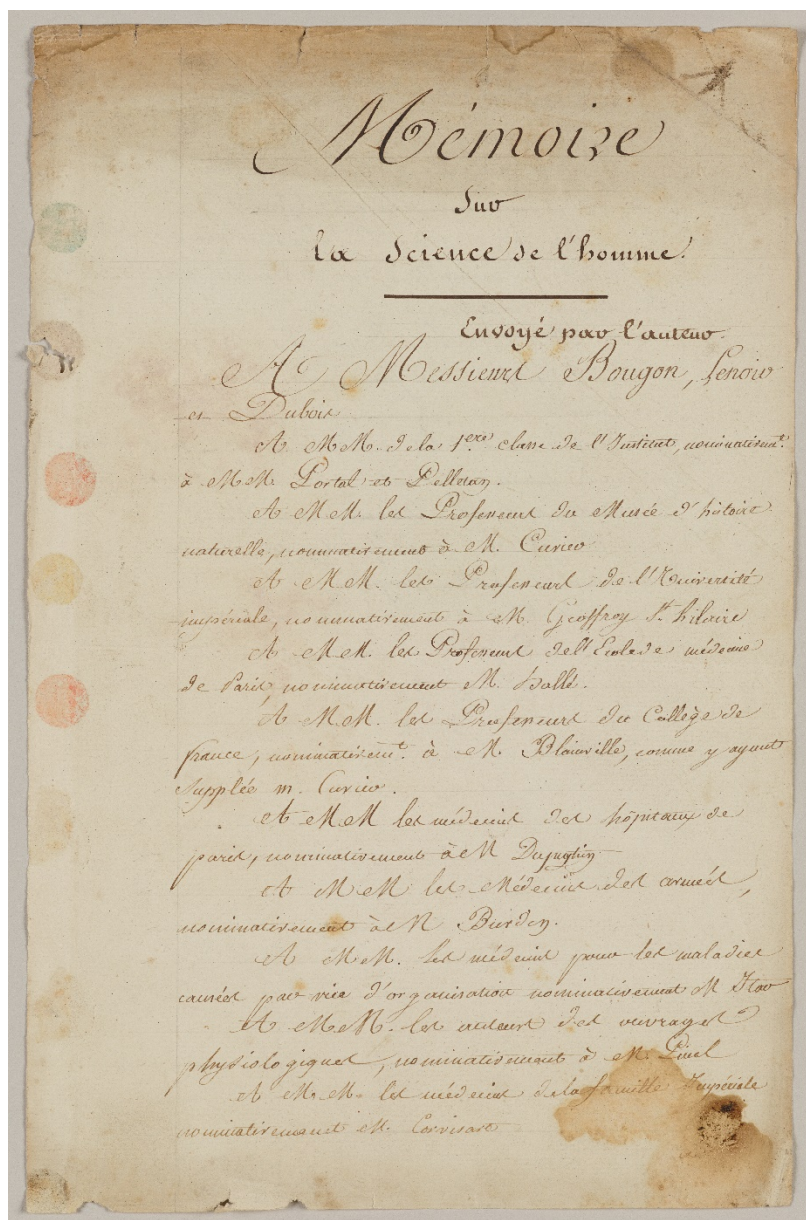 Mémoire
Sur
la Science de l'homme.
Envoyé par l'auteur.
A Messieurs Bougon, Lenoir
et Dubois
A MM. de la 1ere classe de l'Institut, nominativemt.
à MM. Portal et Pelletan.
A MM. les Professeurs du Musée d'histoire
naturelle, nominativement à M. Cuvier
A MM. les Professeurs de l'Université
impériale, nominativement à M. Geoffroy St. hilaire
A MM. les Professeurs de l'Ecole de médecine
de Paris, nominativement M. hallé.
A MM. les Professeurs du Collège de
france, nominativemt. à M. Blainville, comme y ayant
Supplée m. Cuvier.
A MM les médecins des hôpitaux de
paris, nominativement à M
A MM les Médecins des armées,
nominativement à M Burdin.
A MM. les médecins pour les maladies
causées par vice d'organisation nominativement M Itar
A MM. les auteurs des ouvrages
physiologiques, nominativement à M. Pinel
A MM. les médecins de la famille Impériale
nominativement M. Corvisart